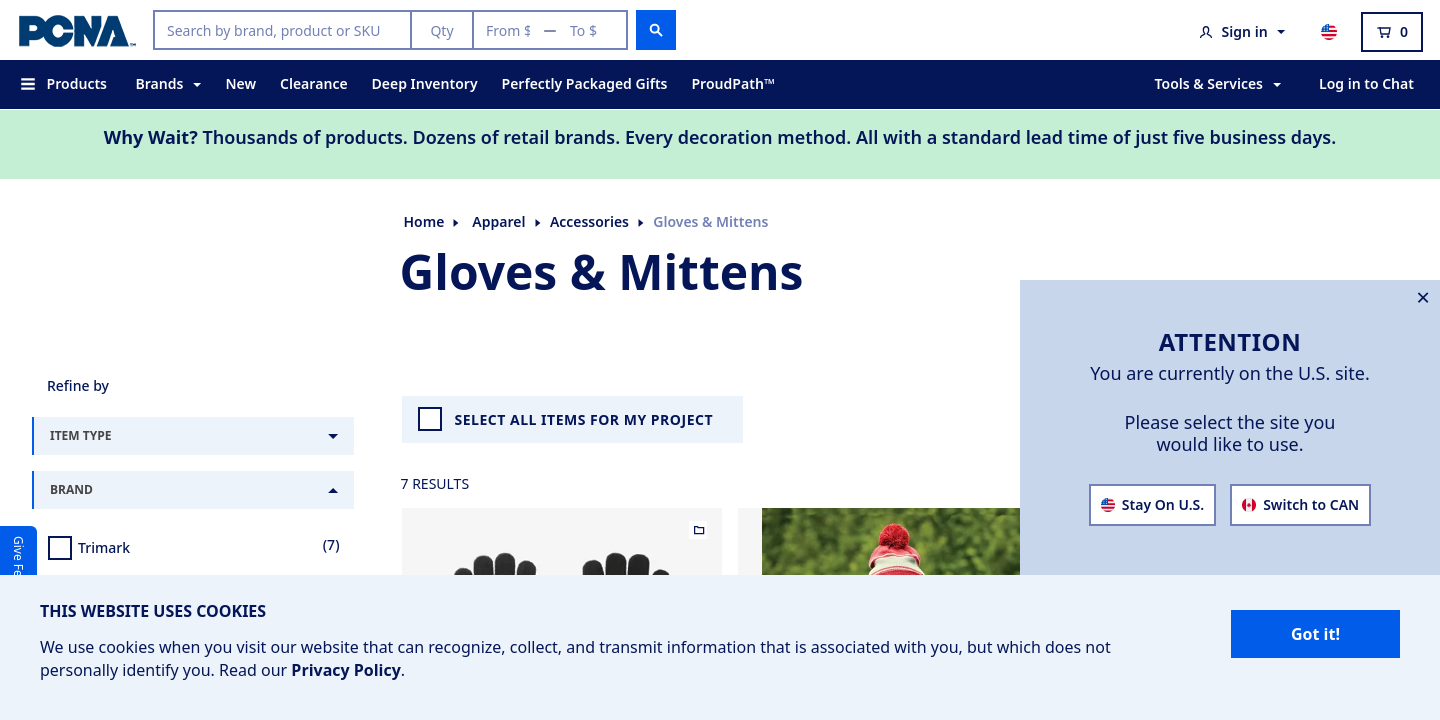 PCNA™
Search by brand, product or SKU
Qty
From $ — To $
Sign in
0
Products
Brands
New
Clearance
Deep Inventory
Perfectly Packaged Gifts
ProudPath™
Tools & Services
Log in to Chat
Why Wait? Thousands of products. Dozens of retail brands. Every decoration method. All with a standard lead time of just five business days.
Home
Apparel
Accessories
Gloves & Mittens
Gloves & Mittens
ATTENTION
You are currently on the U.S. site.
Please select the site you
would like to use.
Stay On U.S.
Switch to CAN
Refine by
ITEM TYPE
BRAND
Trimark
(7)
SELECT ALL ITEMS FOR MY PROJECT
7 RESULTS
Give Fe
THIS WEBSITE USES COOKIES
We use cookies when you visit our website that can recognize, collect, and transmit information that is associated with you, but which does not
personally identify you. Read our Privacy Policy.
Got it!